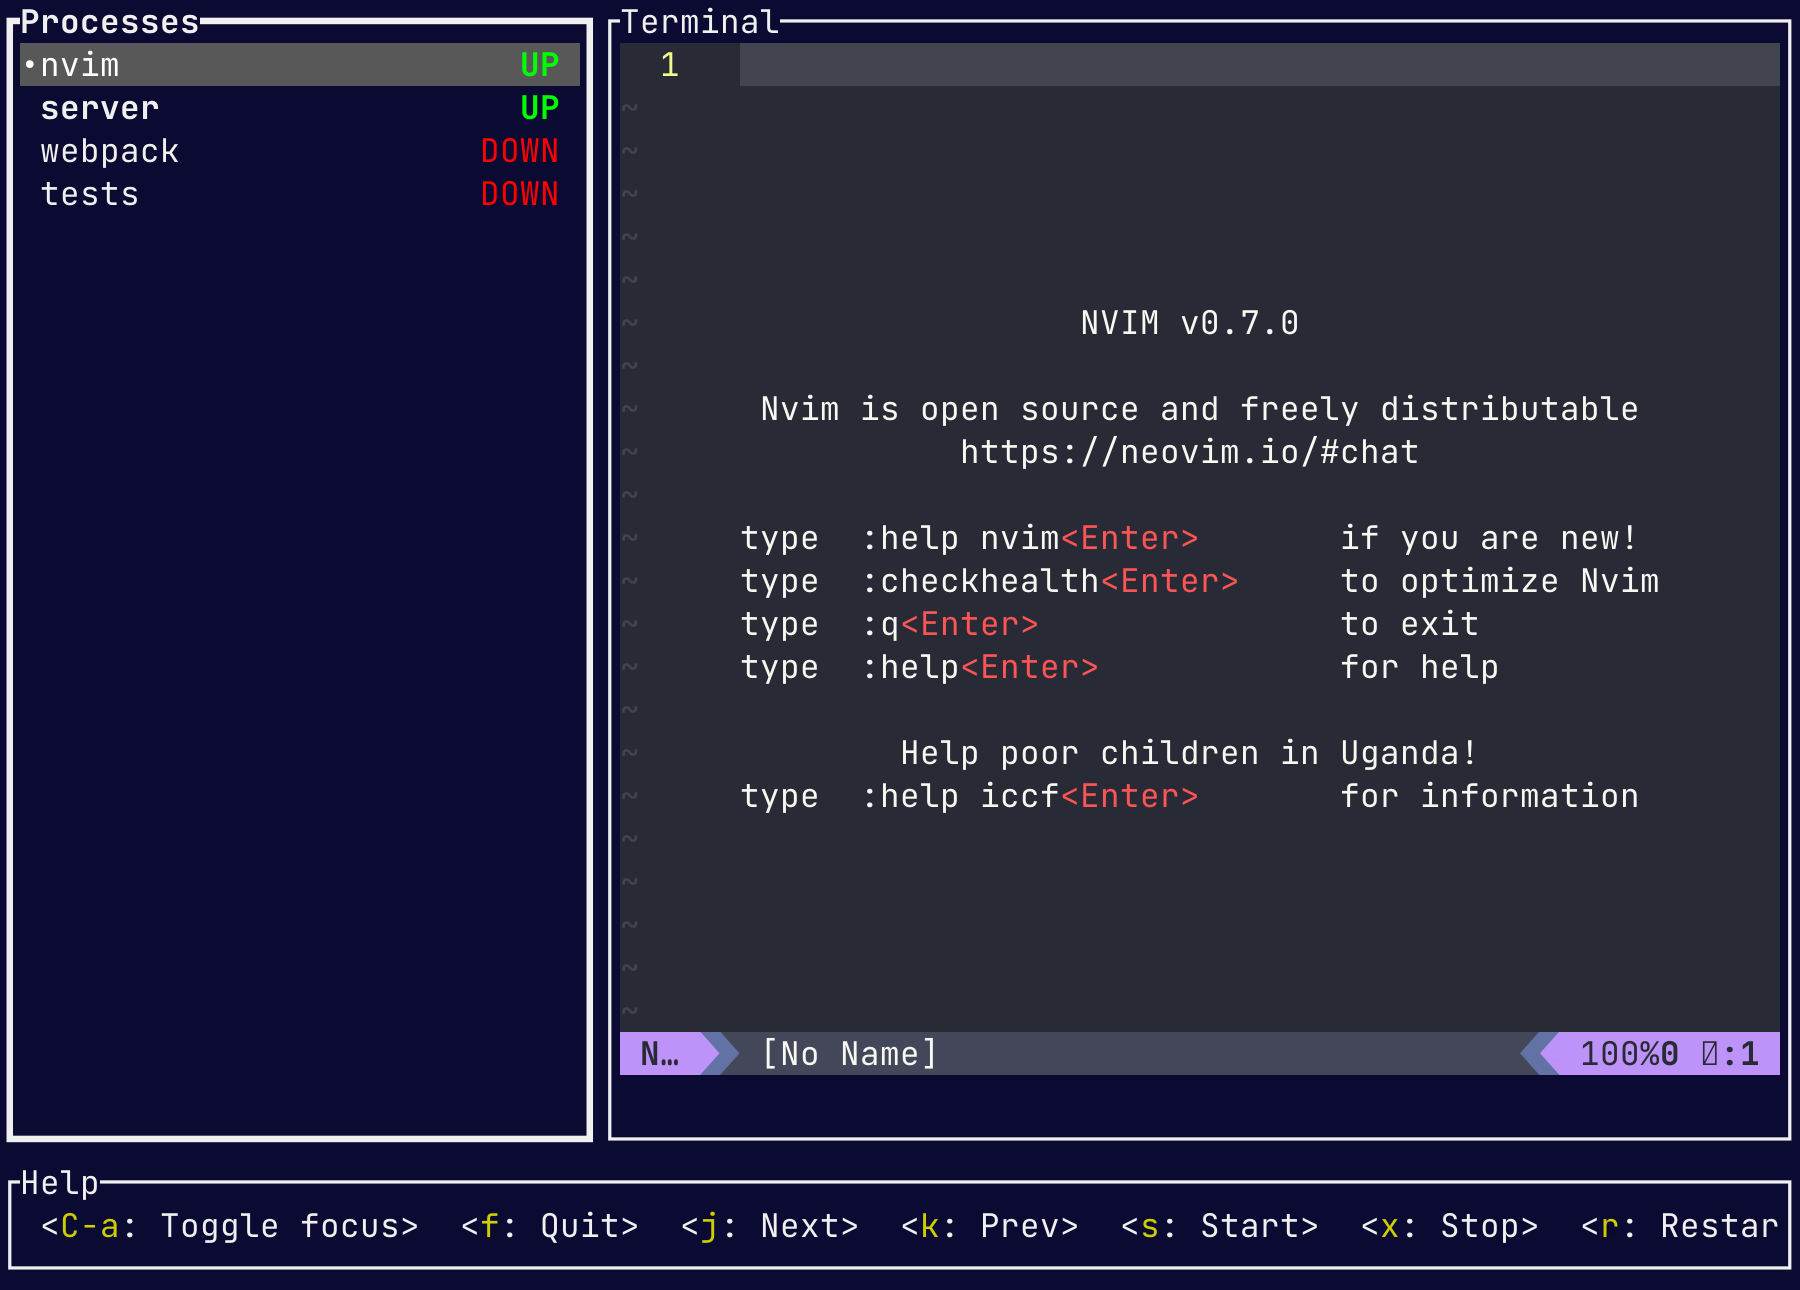 Processes
•nvim UP
server UP
webpack DOWN
tests DOWN
Terminal
1
~
~
~
~
~
~ NVIM v0.7.0
~
~ Nvim is open source and freely distributable
~ https://neovim.io/#chat
~
~ type :help nvim<Enter> if you are new!
~ type :checkhealth<Enter> to optimize Nvim
~ type :q<Enter> to exit
~ type :help<Enter> for help
~
~ Help poor children in Uganda!
~ type :help iccf<Enter> for information
~
~
~
~
~
N… [No Name] 100%0 :1
Help
<C-a: Toggle focus> <f: Quit> <j: Next> <k: Prev> <s: Start> <x: Stop> <r: Restar